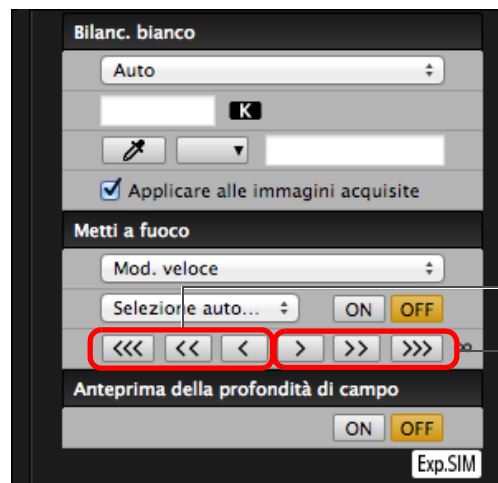 Bilanc. bianco
Auto
K
Applicare alle immagini acquisite
Metti a fuoco
Mod. veloce
Selezione auto... ON OFF
<<< << < > >> >>> ∞
Anteprima della profondità di campo
ON OFF
Exp.SIM